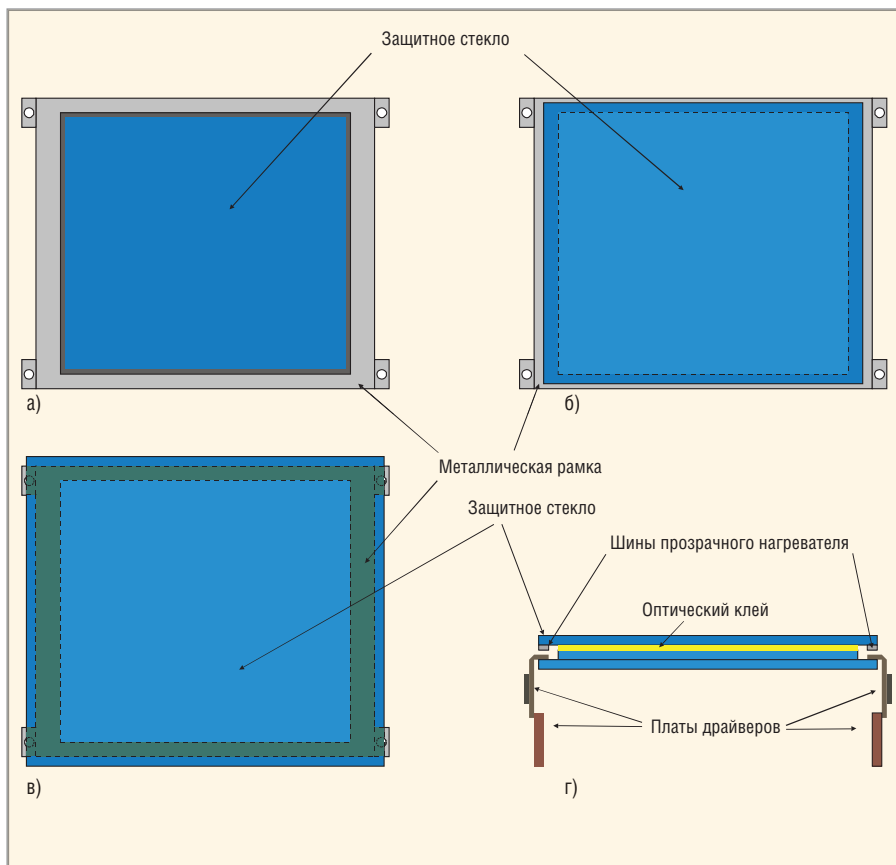 Защитное стекло
а)
б)
Металлическая рамка
Защитное стекло
Шины прозрачного нагревателя
Оптический клей
Платы драйверов
в)
г)